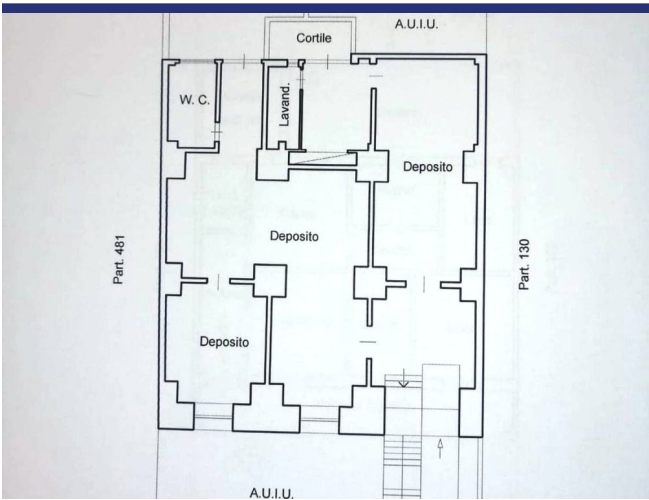 A.U.I.U.
Cortile
W. C.
Lavand.
Deposito
Deposito
Part. 481
Part. 130
Deposito
A.U.I.U.